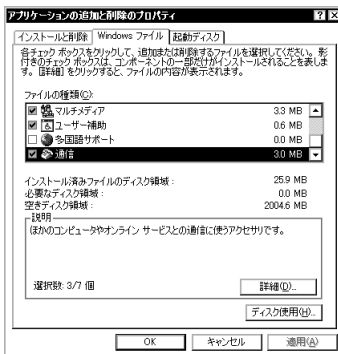 アプリケーションの追加と削除のプロパティ
インストールと削除 Windows ファイル 起動ディスク
各チェック ボックスをクリックして、追加または削除するファイルを選択してください。影
付きのチェック ボックスは、コンポーネントの一部だけがインストールされることを表しま
す。[詳細] をクリックすると、ファイルの内容が表示されます。
ファイルの種類(C):
マルチメディア 3.3 MB
ユーザー補助 0.6 MB
多国語サポート 0.0 MB
通信 3.0 MB
インストール済みファイルのディスク領域: 25.9 MB
必要なディスク領域: 0.0 MB
空きディスク領域: 2004.6 MB
説明
ほかのコンピュータやオンライン サービスとの通信に使うアクセサリです。
選択数: 3/7 個
詳細(D)...
ディスク使用(H)...
OK キャンセル 適用(A)